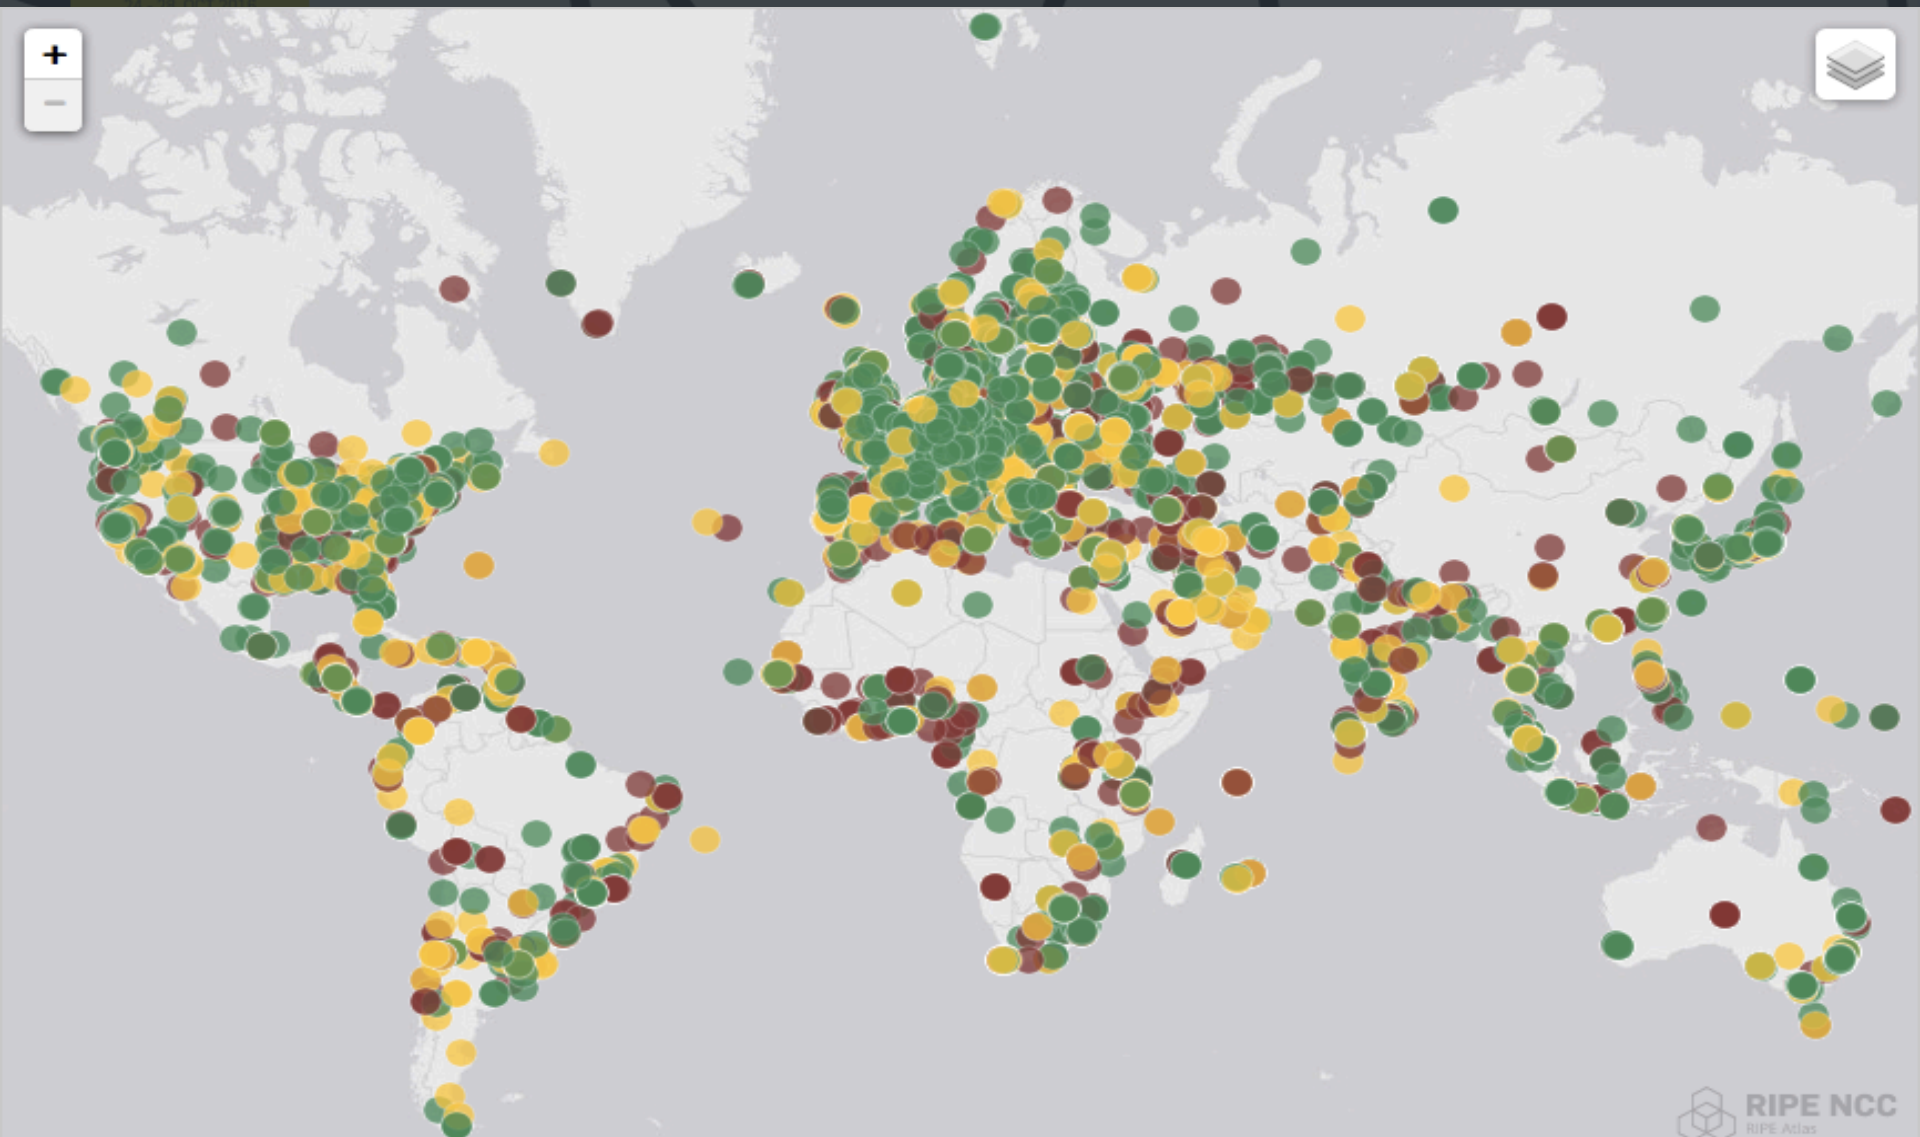 +
−
RIPE NCC
RIPE Atlas